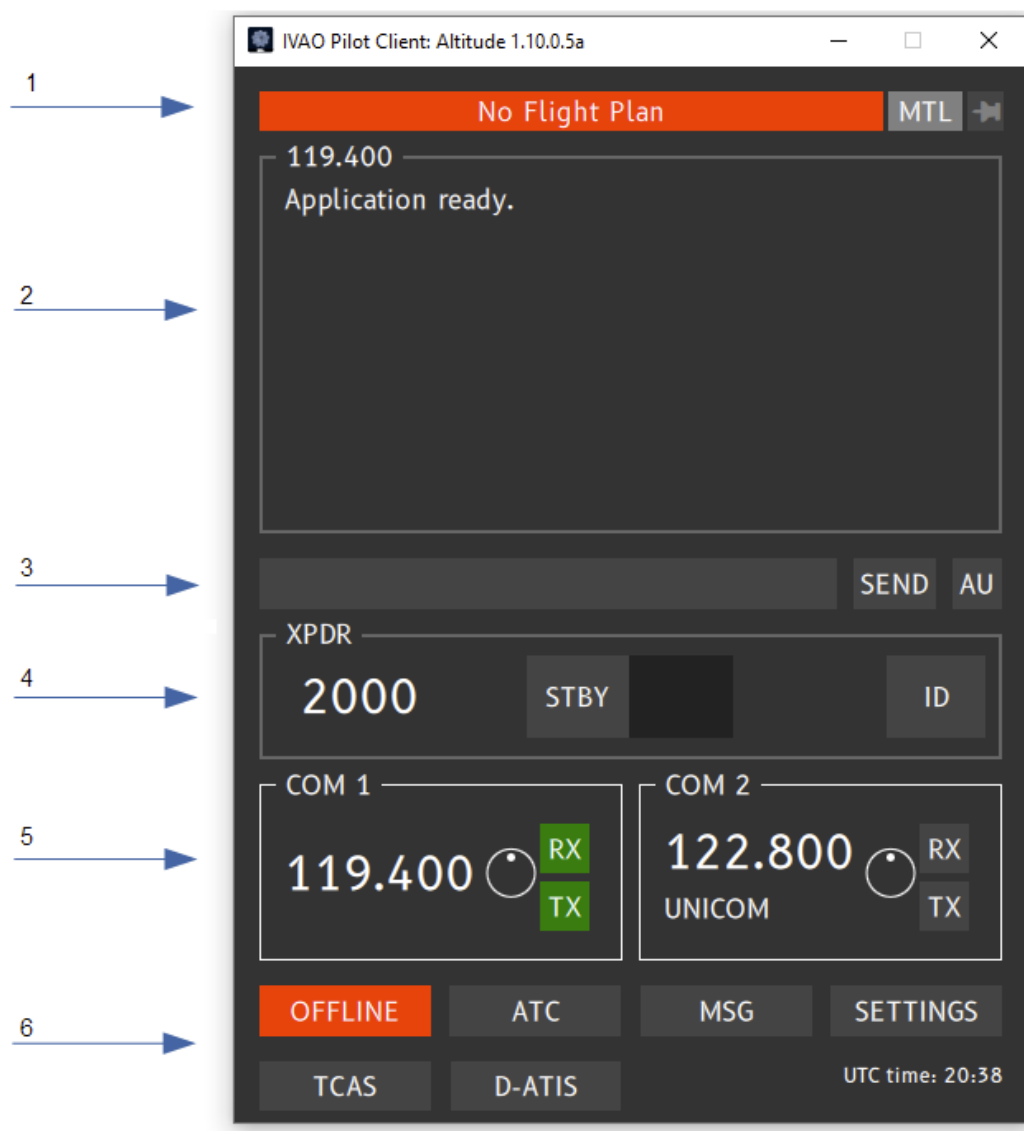 IVAO Pilot Client: Altitude 1.10.0.5a
1
No Flight Plan MTL
119.400
Application ready.
2
3
SEND AU
XPDR
4
2000 STBY ID
COM 1 COM 2
5
119.400 RX TX
122.800 RX TX
UNICOM
OFFLINE ATC MSG SETTINGS
6
TCAS D-ATIS UTC time: 20:38